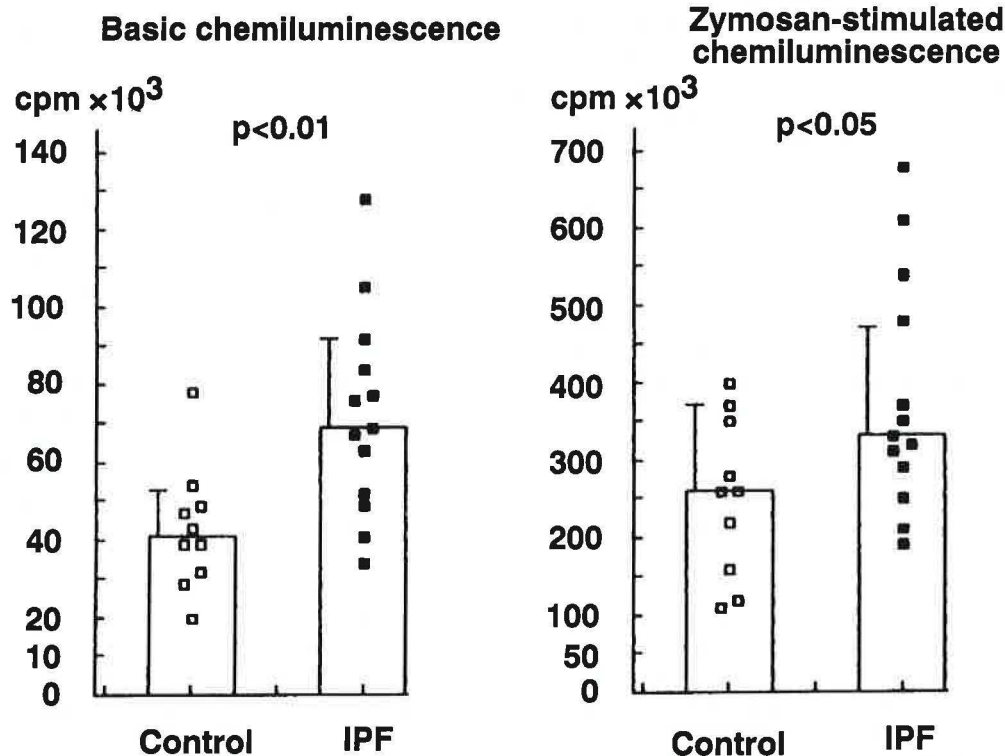 Basic chemiluminescence
cpm ×10³
p<0.01
140
120
100
80
60
40
20
10
0
Control IPF
Zymosan-stimulated
chemiluminescence
cpm ×10³
p<0.05
700
600
500
400
300
200
100
50
0
Control IPF